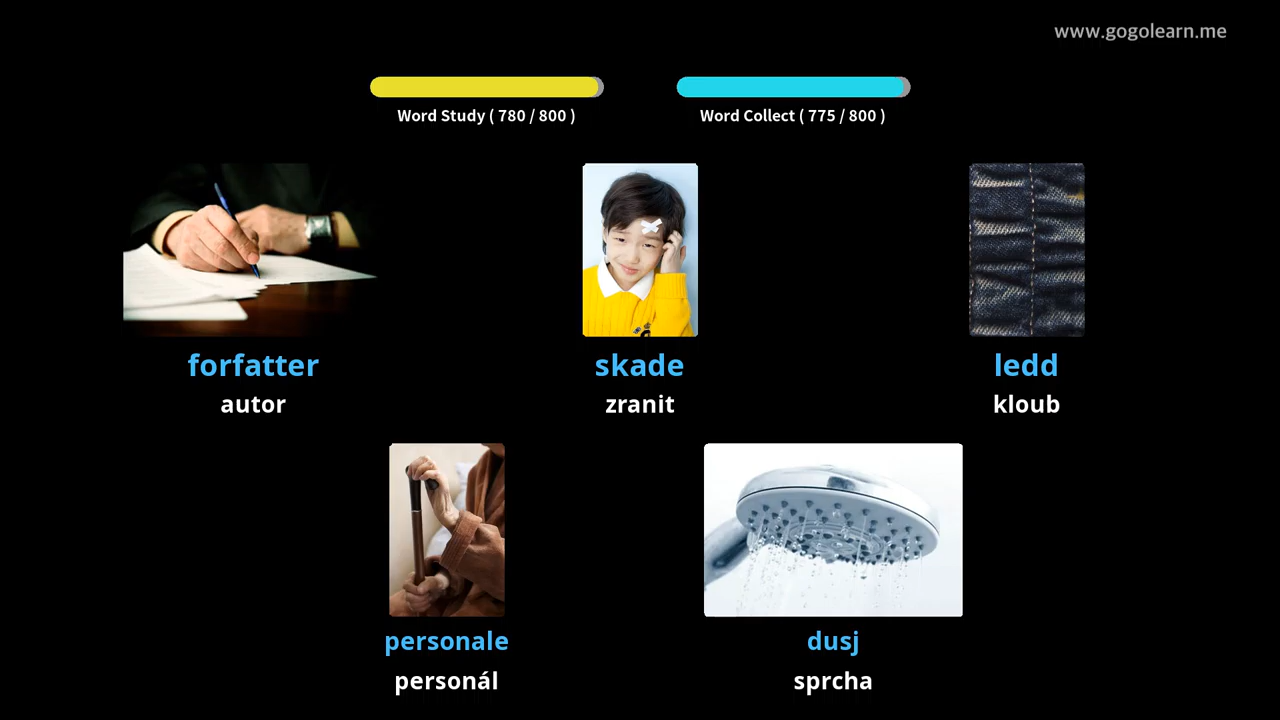 www.gogolearn.me
Word Study ( 780 / 800 )
Word Collect ( 775 / 800 )
forfatter
autor
skade
zranit
ledd
kloub
personale
personál
dusj
sprcha